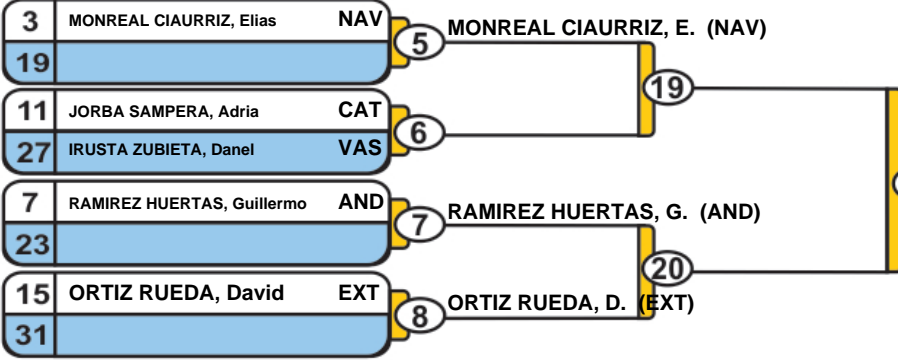 3 MONREAL CIAURRIZ, Elias NAV
19
5 MONREAL CIAURRIZ, E. (NAV)
19
11 JORBA SAMPERA, Adria CAT
27 IRUSTA ZUBIETA, Danel VAS
6
7 RAMIREZ HUERTAS, Guillermo AND
23
7 RAMIREZ HUERTAS, G. (AND)
20
15 ORTIZ RUEDA, David EXT
31
8 ORTIZ RUEDA, D. (EXT)